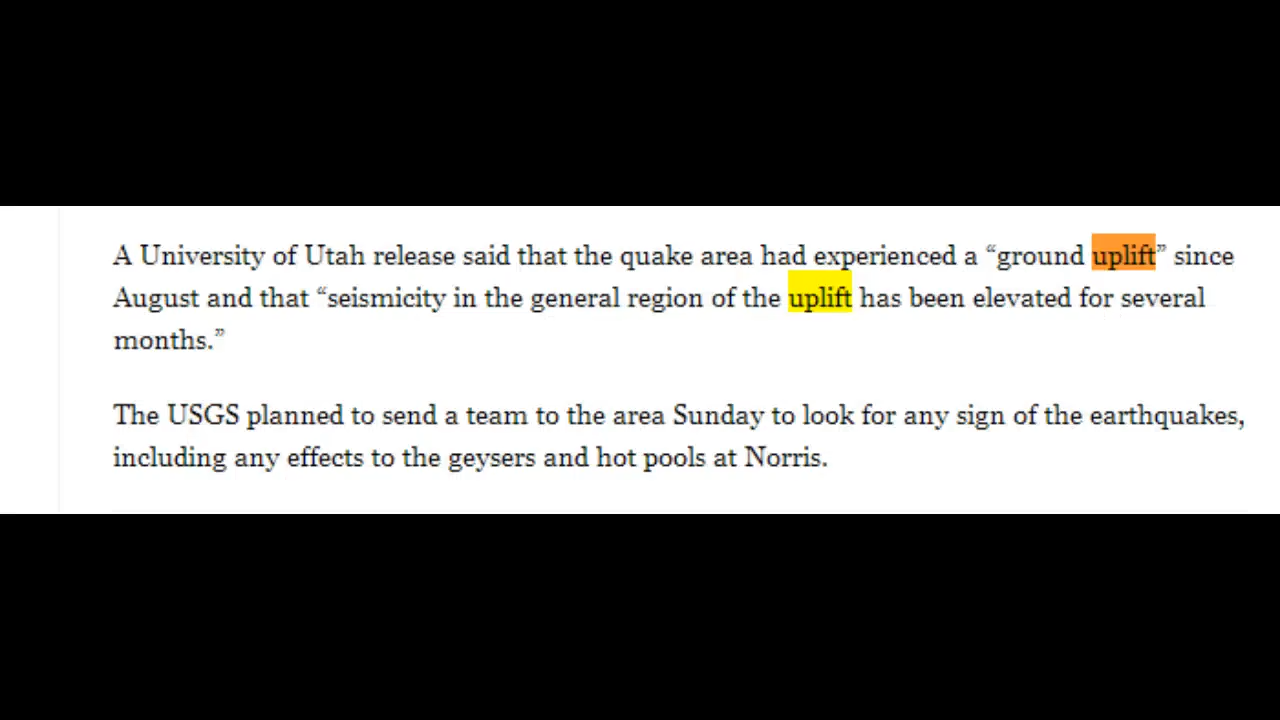 A University of Utah release said that the quake area had experienced a “ground uplift” since
August and that “seismicity in the general region of the uplift has been elevated for several
months.”
The USGS planned to send a team to the area Sunday to look for any sign of the earthquakes,
including any effects to the geysers and hot pools at Norris.